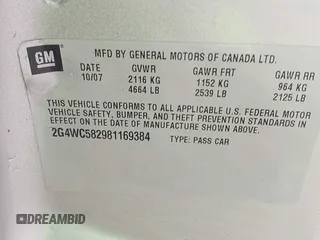 GM
MFD BY GENERAL MOTORS OF CANADA LTD.
DATE GVWR GAWR FRT GAWR RR
10/07 2116 KG 1152 KG 964 KG
4664 LB 2539 LB 2125 LB
THIS VEHICLE CONFORMS TO ALL APPLICABLE U.S. FEDERAL MOTOR
VEHICLE SAFETY, BUMPER, AND THEFT PREVENTION STANDARDS IN
EFFECT ON THE DATE OF MANUFACTURE SHOWN ABOVE.
2G4WC582981169384 TYPE: PASS CAR
DREAMBID